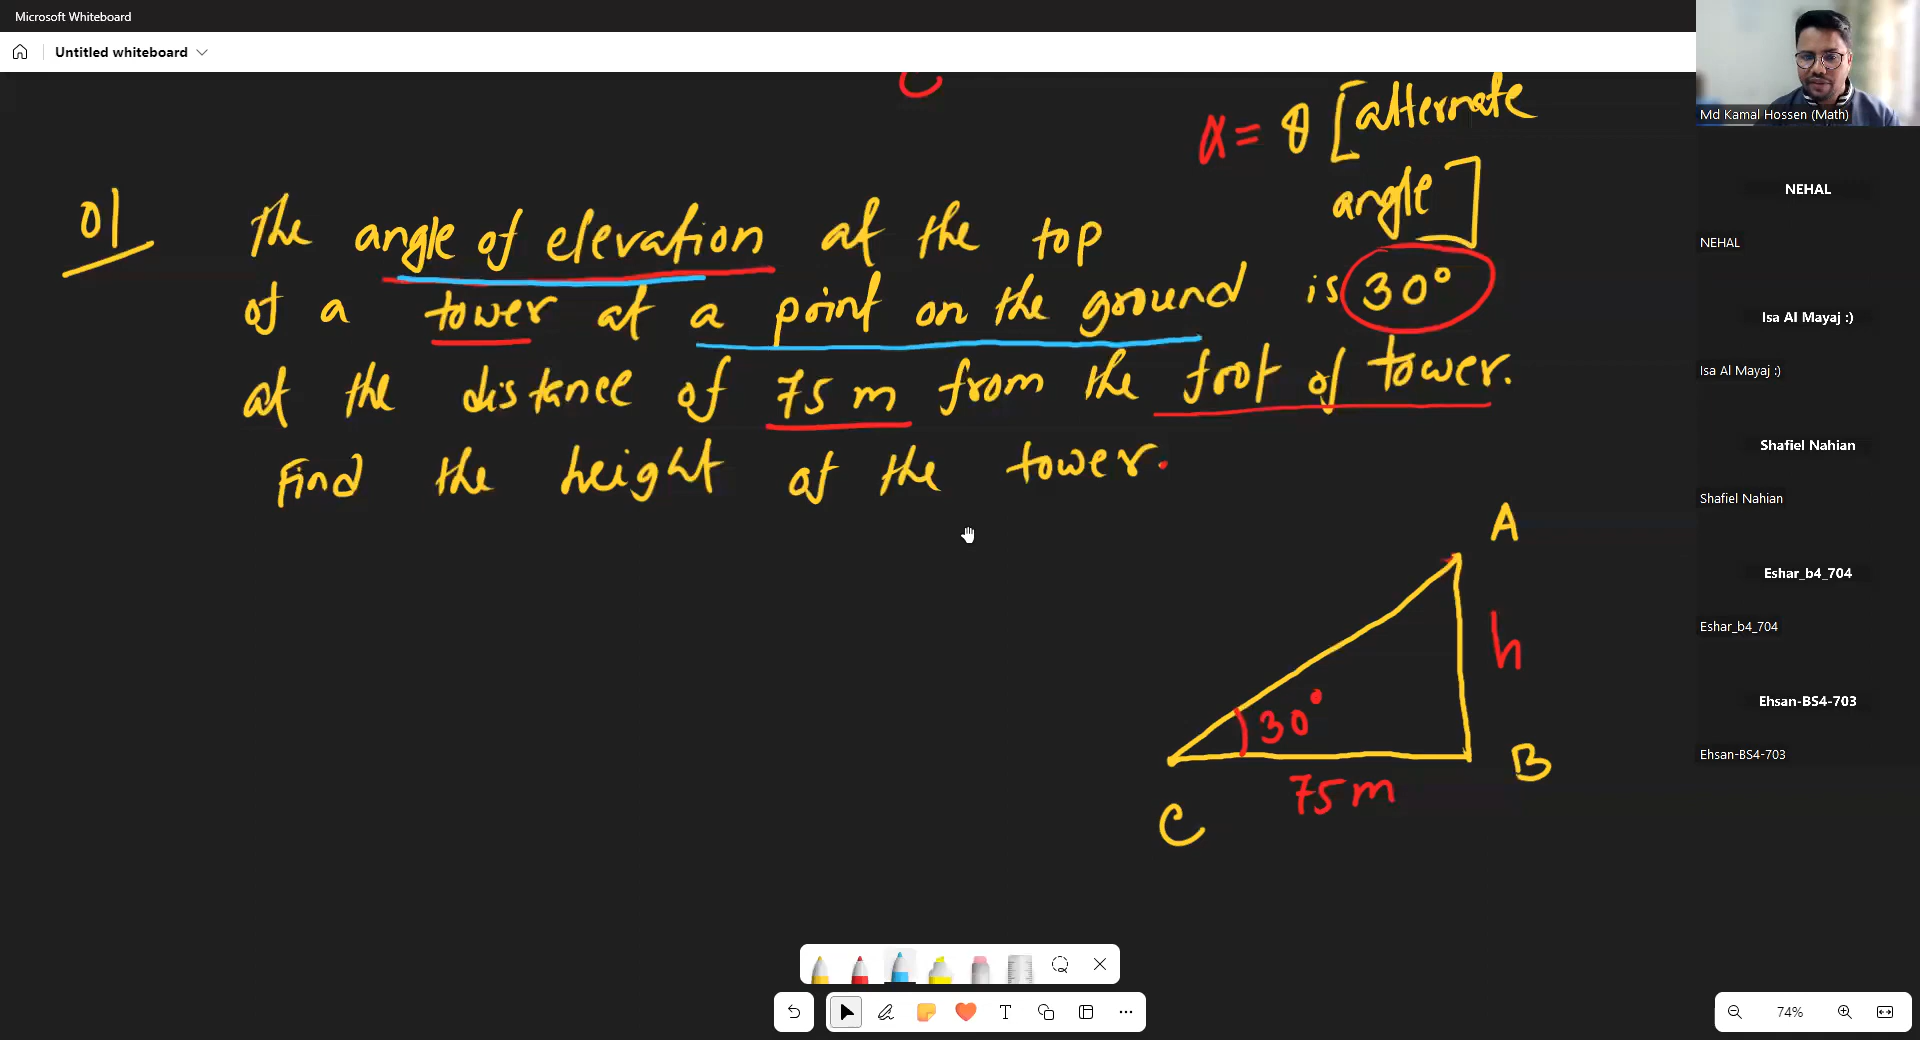 Microsoft Whiteboard
Untitled whiteboard
C
α = θ [alternate
angle]
01
The angle of elevation at the top
of a tower at a point on the ground is 30°
at the distance of 75 m from the foot of tower.
Find the height of the tower.
A
h
30°
B
75 m
C
Md Kamal Hossen (Math)
NEHAL
NEHAL
Isa Al Mayaj :)
Isa Al Mayaj :)
Shafiel Nahian
Shafiel Nahian
Eshar_b4_704
Eshar_b4_704
Ehsan-BS4-703
Ehsan-BS4-703
T
74%